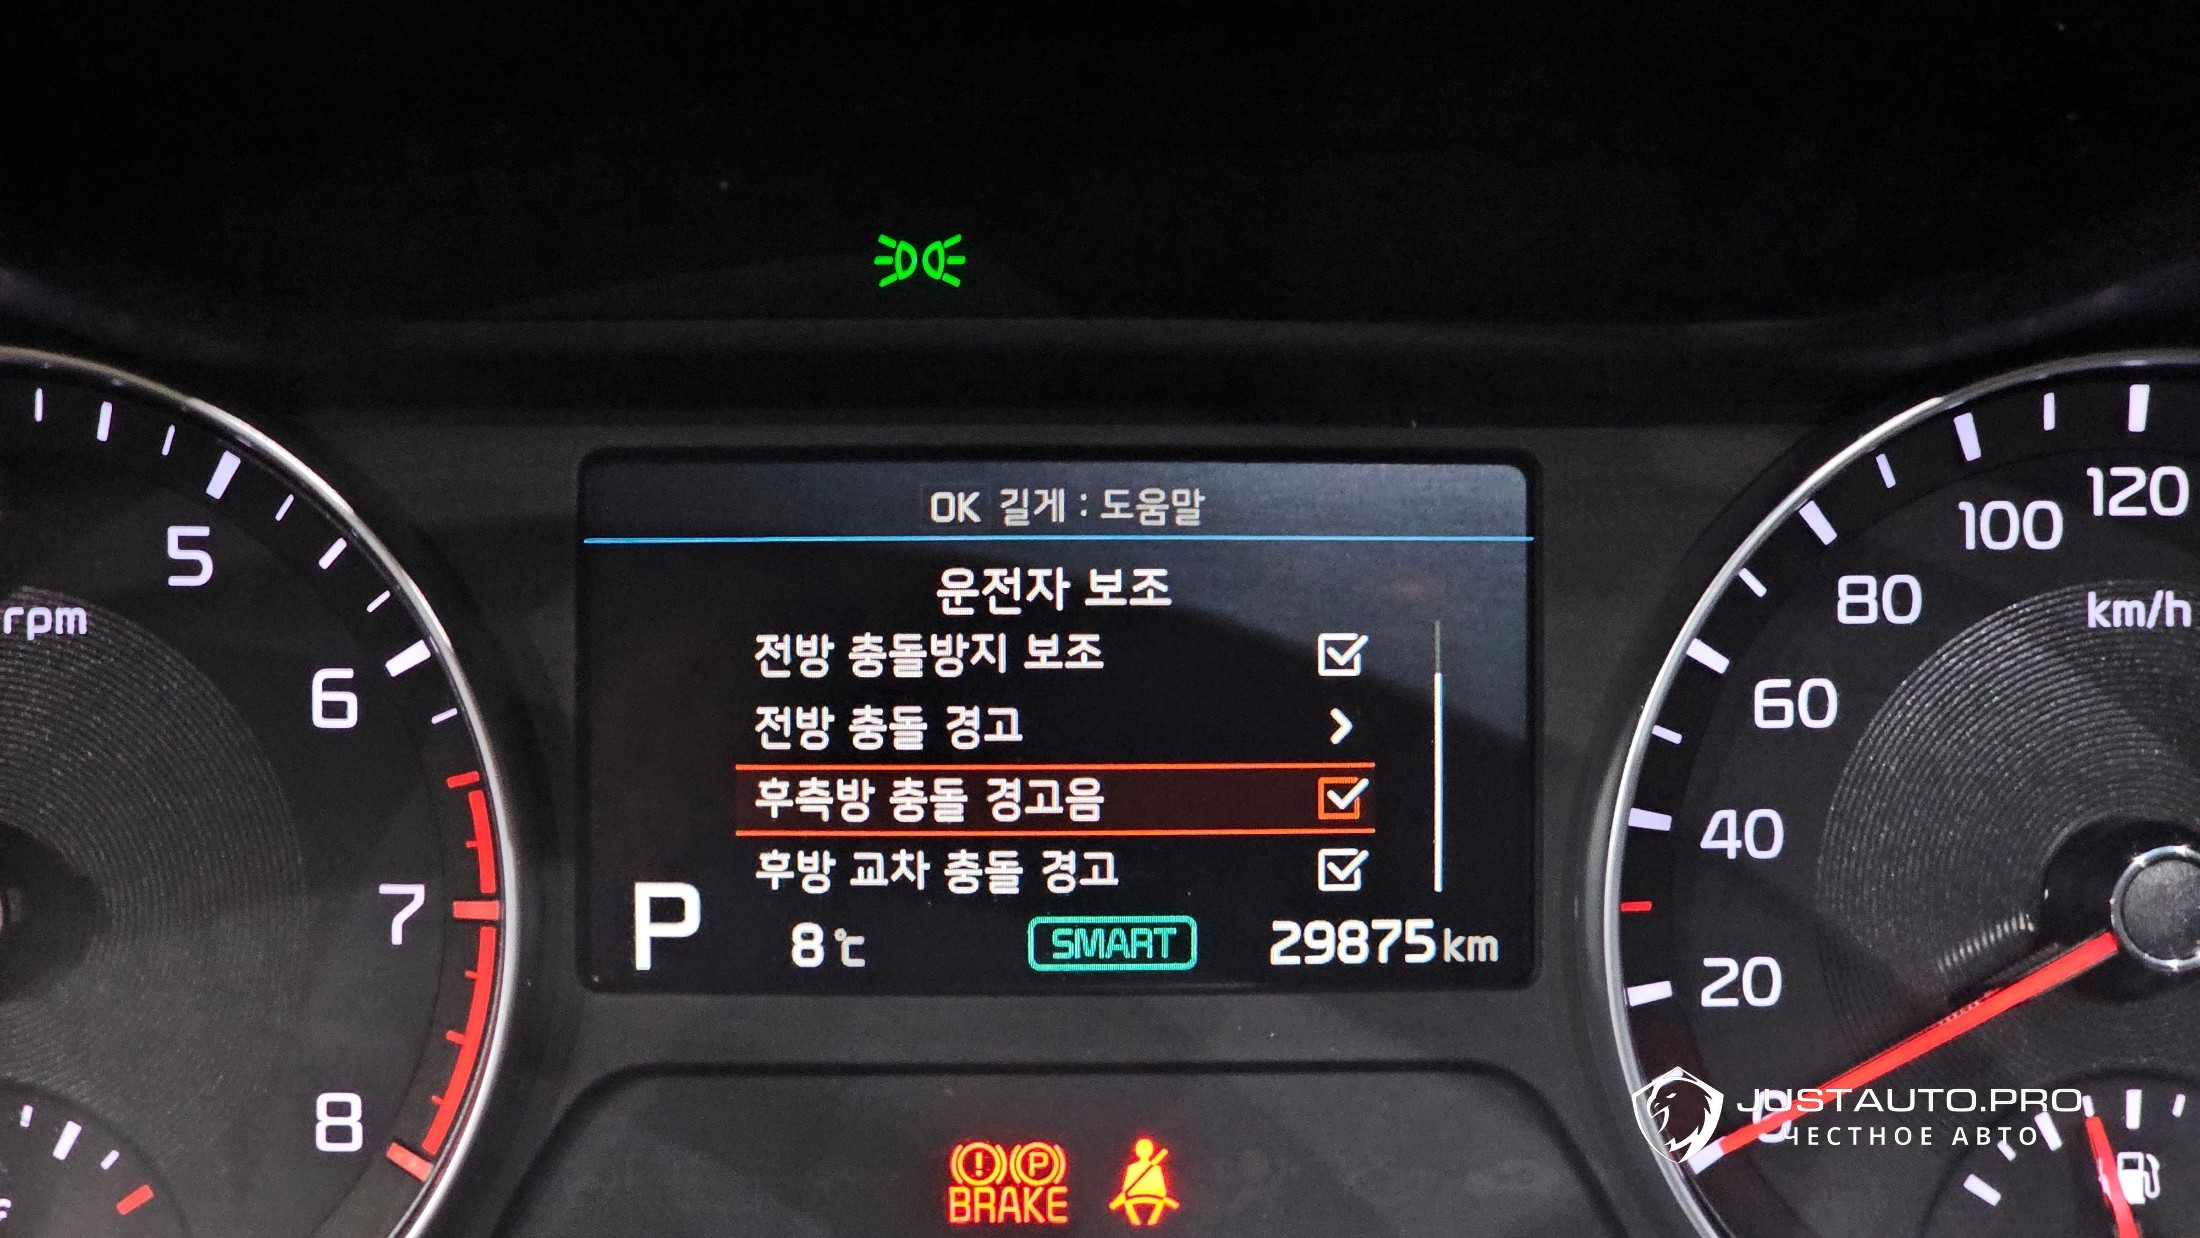 OK 길게 : 도움말
운전자 보조
전방 충돌방지 보조
전방 충돌 경고
후측방 충돌 경고음
후방 교차 충돌 경고
P
8℃
SMART
29875 km
5
6
7
8
rpm
120
100
80
60
40
20
0
km/h
BRAKE
JUSTAUTO.PRO
ЧЕСТНОЕ АВТО